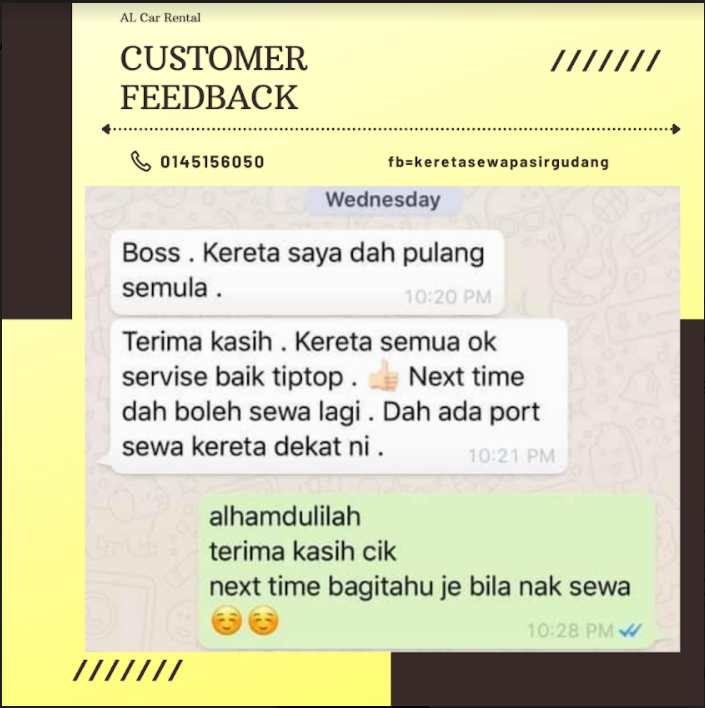 AL Car Rental
CUSTOMER
FEEDBACK
0145156050
fb=keretasewapasirgudang
Wednesday
Boss . Kereta saya dah pulang
semula .
10:20 PM
Terima kasih . Kereta semua ok
servise baik tiptop . 👍🏻 Next time
dah boleh sewa lagi . Dah ada port
sewa kereta dekat ni .
10:21 PM
alhamdulilah
terima kasih cik
next time bagitahu je bila nak sewa
☺️☺️
10:28 PM